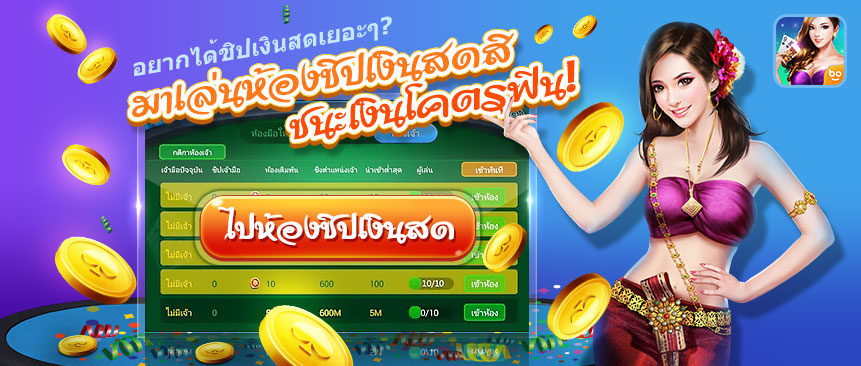 อยากได้ชิปเงินสดเยอะๆ?
มาเล่นห้องชิปเงินสดสิ
ชนะเงินโคตรฟิน!
กติกาห้องเจ้า
เจ้ามือปัจจุบัน ชิปเจ้ามือ ห้องเดิมพัน ชิงตำแหน่งเจ้า นำเข้าต่ำสุด ผู้เล่น เข้าทันที
ไม่มีเจ้า เข้าห้อง
ไม่มีเจ้า เข้าห้อง
ไปห้องชิปเงินสด
ไม่มีเจ้า 0 10 600 100 10/10 เข้าห้อง
ไม่มีเจ้า 0 600M 5M 0/10 เข้าห้อง